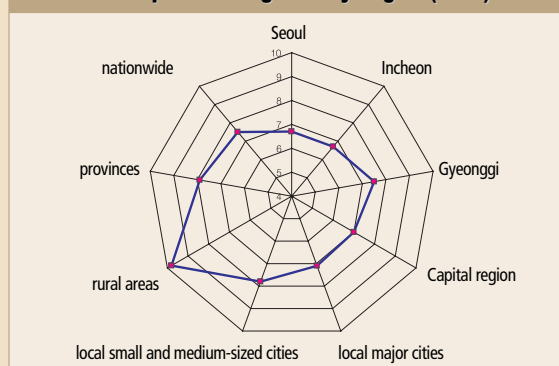 Seoul
10
nationwide
Incheon
9
8
7
6
provinces
Gyeonggi
5
4
rural areas
Capital region
local small and medium-sized cities
local major cities